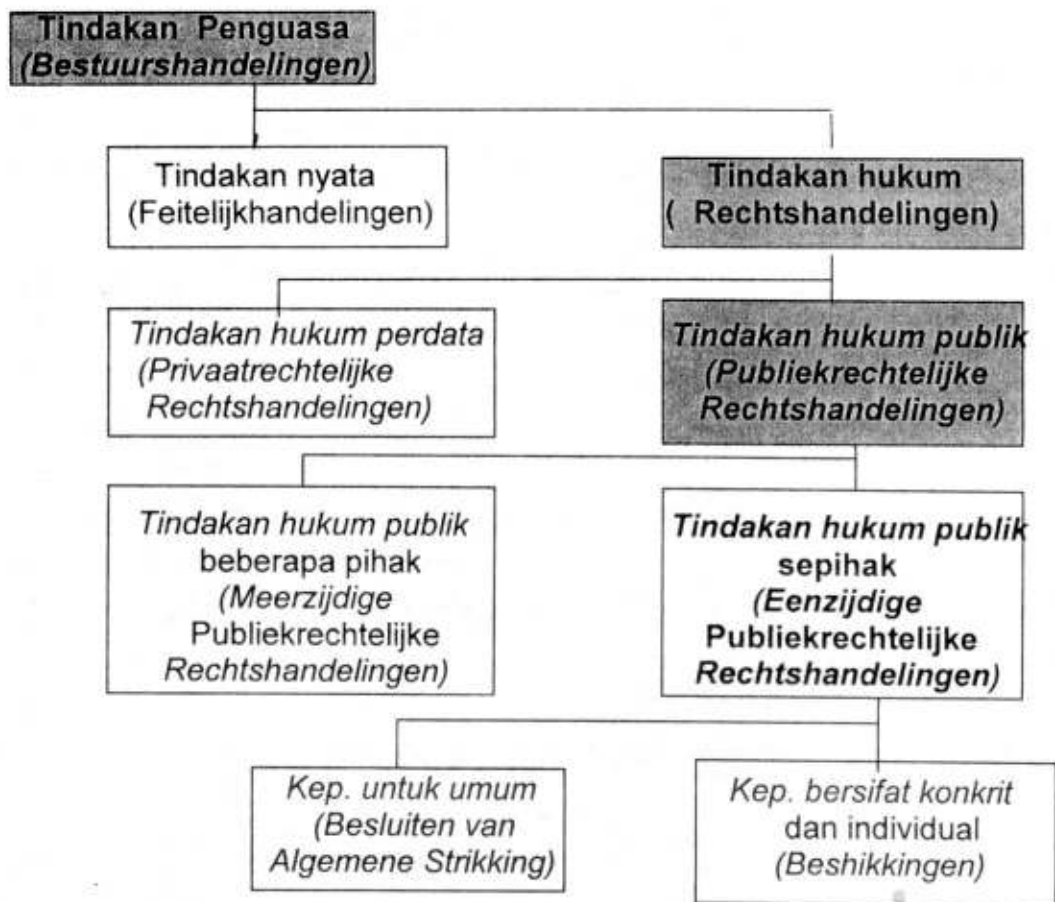 Tindakan Penguasa
(Bestuurshandelingen)
Tindakan nyata
(Feitelijkhandelingen)
Tindakan hukum
( Rechtshandelingen)
Tindakan hukum perdata
(Privaatrechtelijke
Rechtshandelingen)
Tindakan hukum publik
(Publiekrechtelijke
Rechtshandelingen)
Tindakan hukum publik
beberapa pihak
(Meerzijdige
Publiekrechtelijke
Rechtshandelingen)
Tindakan hukum publik
sepihak
(Eenzijdige
Publiekrechtelijke
Rechtshandelingen)
Kep. untuk umum
(Besluiten van
Algemene Strikking)
Kep. bersifat konkrit
dan individual
(Beshikkingen)